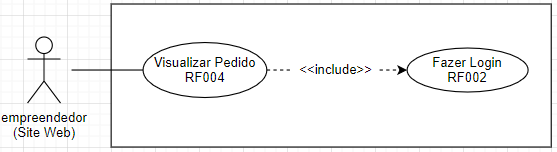 Visualizar Pedido
RF004
<<include>>
Fazer Login
RF002
empreendedor
(Site Web)